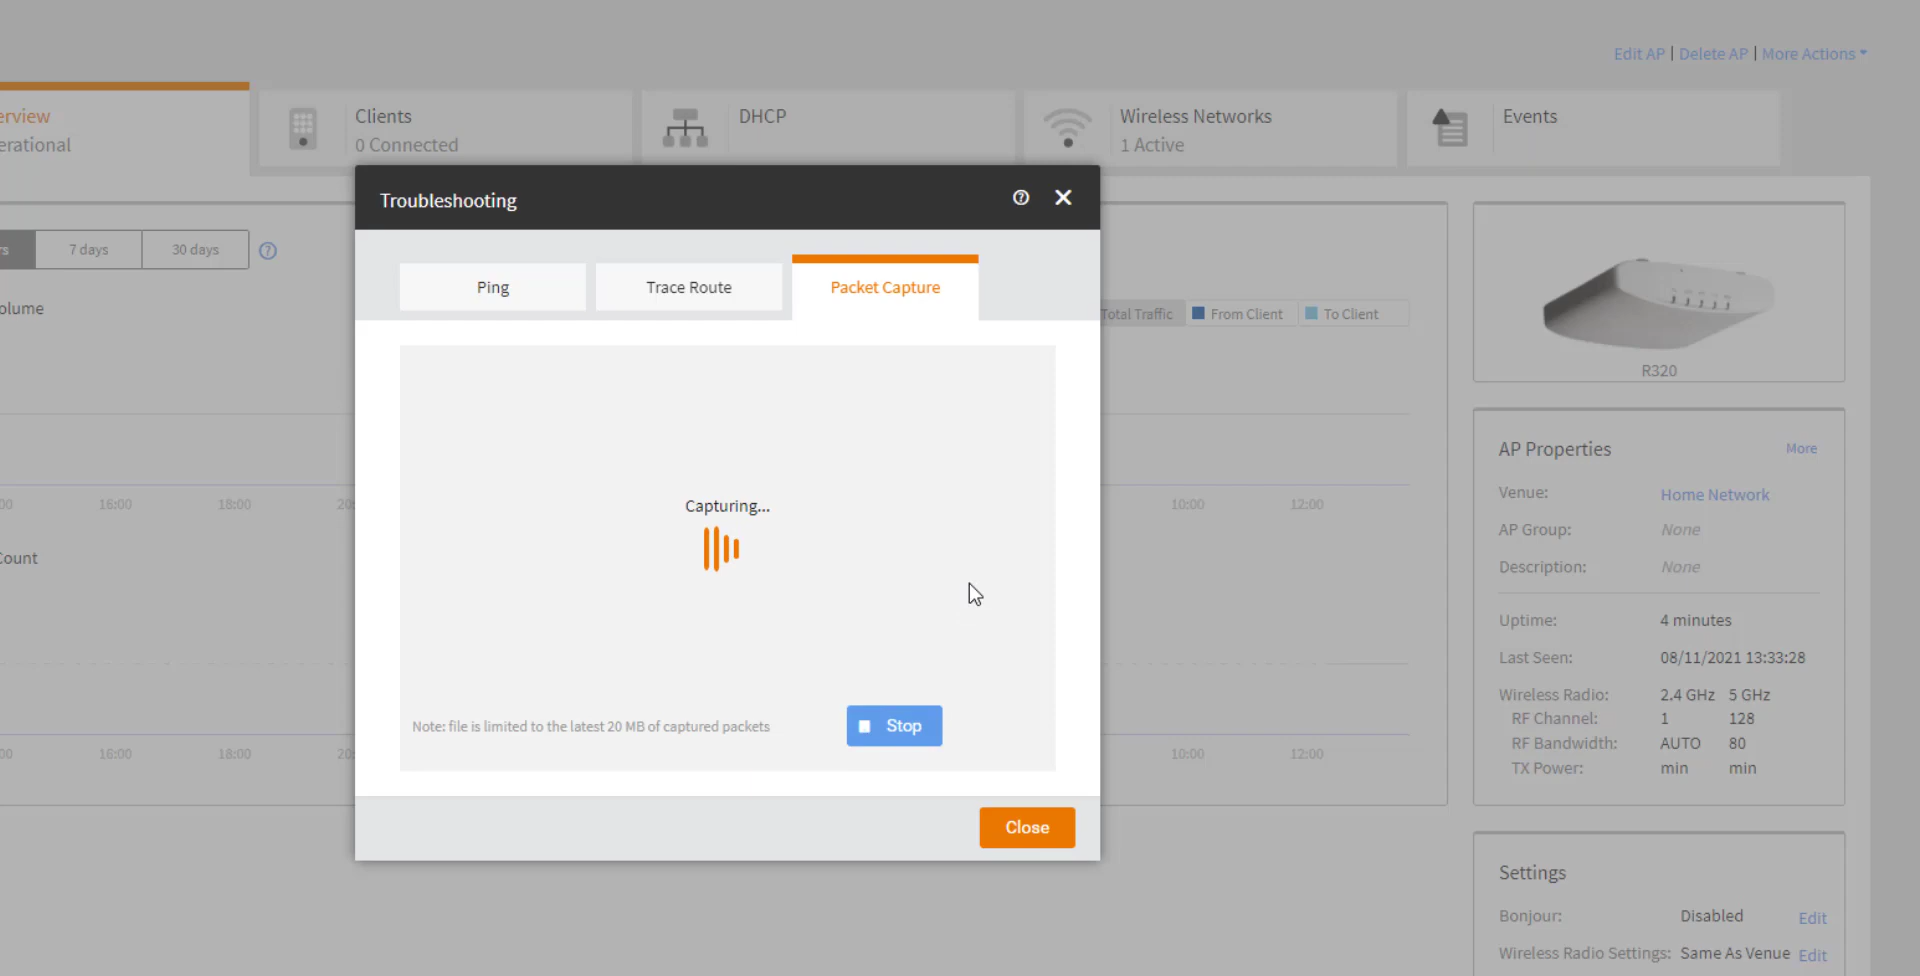 Edit AP | Delete AP | More Actions
erview
erational
Clients
0 Connected
DHCP
Wireless Networks
1 Active
Events
Troubleshooting
rs
7 days
30 days
Ping
Trace Route
Packet Capture
olume
Total Traffic
From Client
To Client
R320
Capturing...
Note: file is limited to the latest 20 MB of captured packets
Stop
Close
00
16:00
18:00
20:
10:00
12:00
Count
00
16:00
18:00
20:
10:00
12:00
AP Properties
More
Venue: Home Network
AP Group: None
Description: None
Uptime: 4 minutes
Last Seen: 08/11/2021 13:33:28
Wireless Radio: 2.4 GHz 5 GHz
RF Channel: 1 128
RF Bandwidth: AUTO 80
TX Power: min min
Settings
Bonjour: Disabled Edit
Wireless Radio Settings: Same As Venue Edit